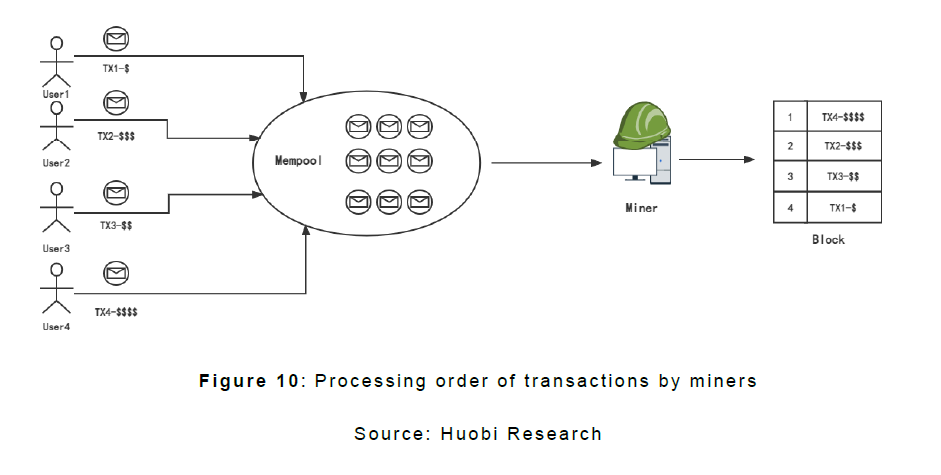 User1
TX1-$
User2
TX2-$$$
User3
TX3-$$
User4
TX4-$$$$
Mempool
Miner
1 TX4-$$$$
2 TX2-$$$
3 TX3-$$
4 TX1-$
Block
Figure 10: Processing order of transactions by miners
Source: Huobi Research